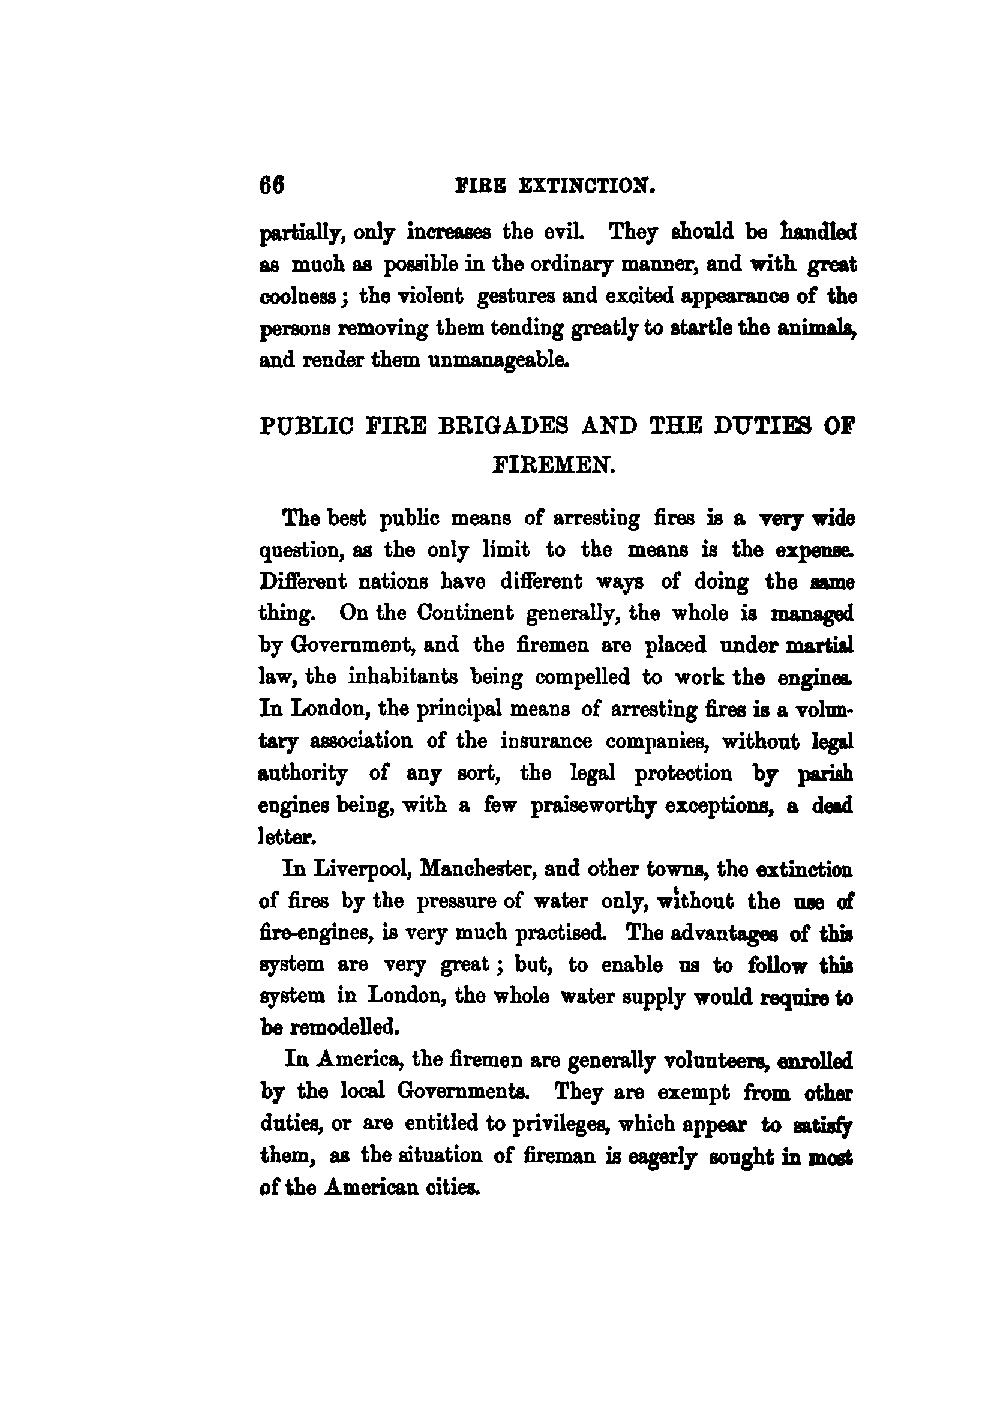 66 FIRE EXTINCTION.
partially, only increases the evil. They should be handled
as much as possible in the ordinary manner, and with great
coolness; the violent gestures and excited appearance of the
persons removing them tending greatly to startle the animals,
and render them unmanageable.
PUBLIC FIRE BRIGADES AND THE DUTIES OF
FIREMEN.
The best public means of arresting fires is a very wide
question, as the only limit to the means is the expense.
Different nations have different ways of doing the same
thing. On the Continent generally, the whole is managed
by Government, and the firemen are placed under martial
law, the inhabitants being compelled to work the engines.
In London, the principal means of arresting fires is a volun-
tary association of the insurance companies, without legal
authority of any sort, the legal protection by parish
engines being, with a few praiseworthy exceptions, a dead
letter.
In Liverpool, Manchester, and other towns, the extinction
of fires by the pressure of water only, without the use of
fire-engines, is very much practised. The advantages of this
system are very great; but, to enable us to follow this
system in London, the whole water supply would require to
be remodelled.
In America, the firemen are generally volunteers, enrolled
by the local Governments. They are exempt from other
duties, or are entitled to privileges, which appear to satisfy
them, as the situation of fireman is eagerly sought in most
of the American cities.